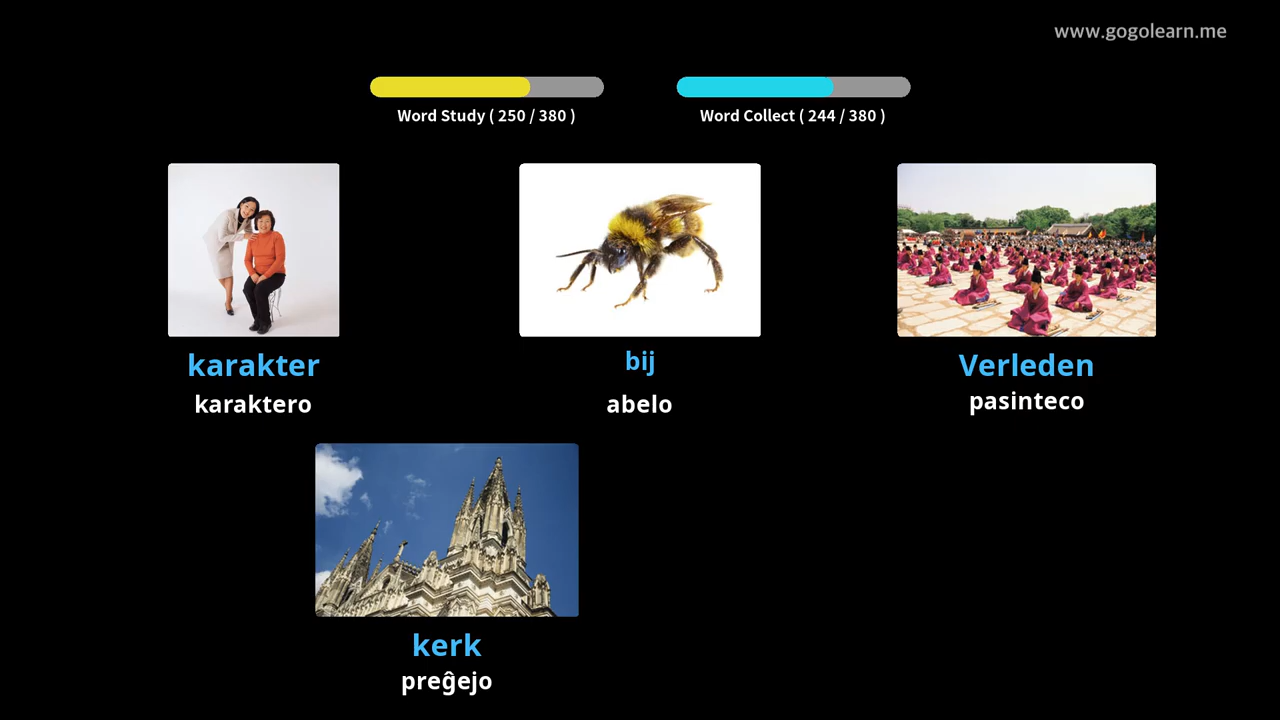 www.gogolearn.me
Word Study ( 250 / 380 )
Word Collect ( 244 / 380 )
karakter
karaktero
bij
abelo
Verleden
pasinteco
kerk
preĝejo